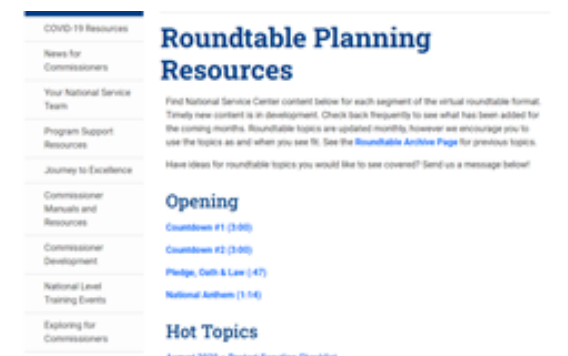 COVID-19 Resources
News for
Commissioners
Your National Service
Team
Program Support
Resources
Journey to Excellence
Commissioner
Manuals and
Resources
Commissioner
Development
National Level
Training Events
Exploring for
Commissioners
Roundtable Planning
Resources
Find National Service Center content below for each segment of the virtual roundtable format.
Timely new content is in development. Check back frequently to see what has been added for
the coming months. Roundtable topics are updated monthly, however we encourage you to
use the topics as and when you see fit. See the Roundtable Archive Page for previous topics.
Have ideas for roundtable topics you would like to see covered? Send us a message below!
Opening
Countdown #1 (3:00)
Countdown #2 (3:00)
Pledge, Oath & Law (:47)
National Anthem (1:14)
Hot Topics